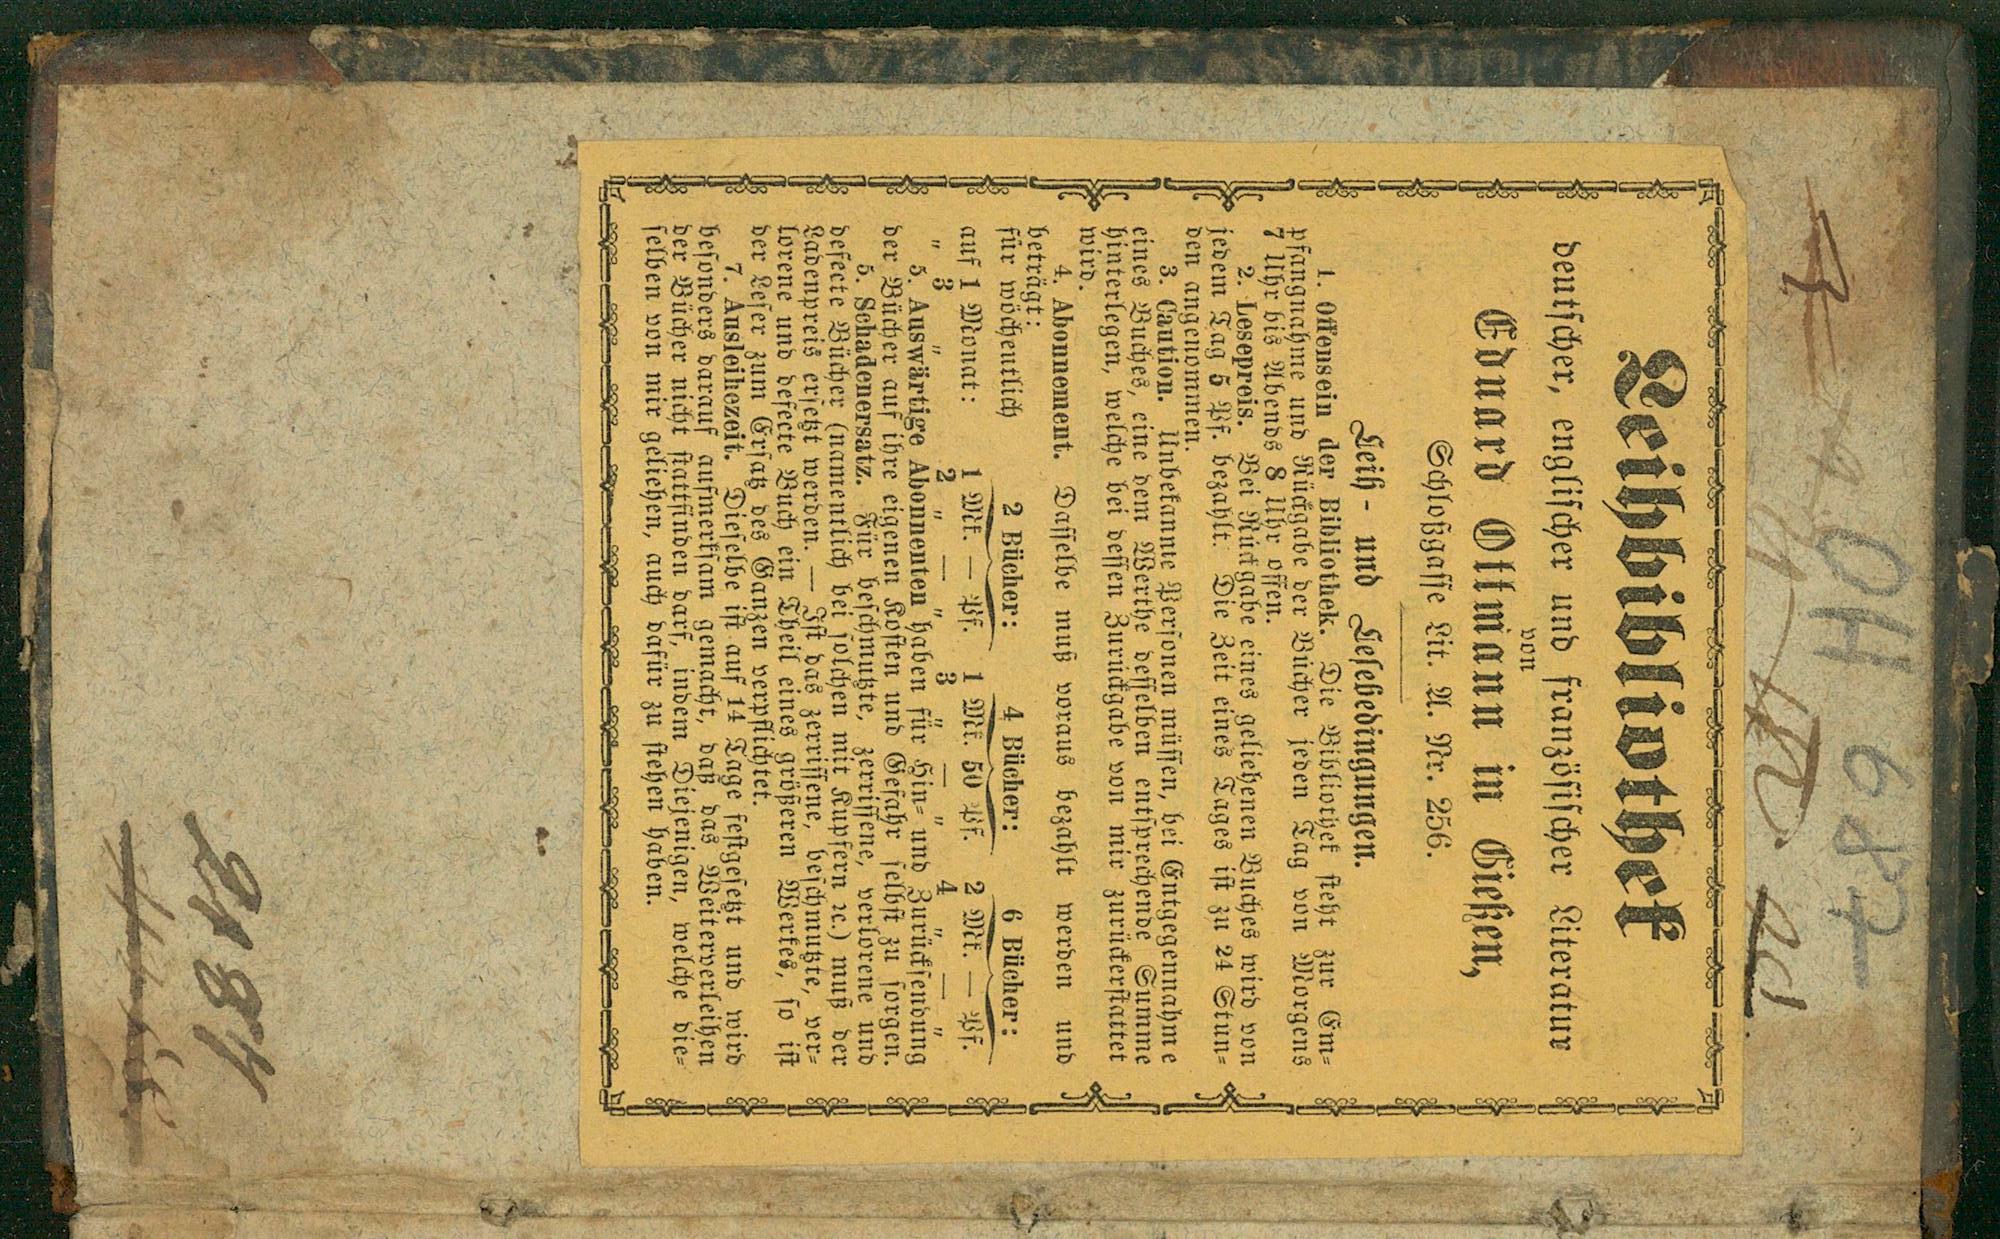 Leihbibliothek
deutscher, englischer und französischer Literatur
von
Eduard Ottmann in Gießen,
Schloßgasse Lit. A. Nr. 256.
Leih- und Lesebedingungen.
1. Offensein der Bibliothek. Die Bibliothek steht zur Em-
pfangnahme und Rückgabe der Bücher jeden Tag von Morgens
7 Uhr bis Abends 8 Uhr offen.
2. Lesepreis. Bei Rückgabe eines geliehenen Buches wird von
jedem Tag 5 Pf. bezahlt. Die Zeit eines Tages ist zu 24 Stun-
den angenommen.
3. Caution. Unbekannte Personen müssen, bei Entgegennahme
eines Buches, eine dem Werthe desselben entsprechende Summe
hinterlegen, welche bei dessen Zurückgabe von mir zurückerstattet
wird.
4. Abonnement. Dasselbe muß voraus bezahlt werden und
beträgt:
für wöchentlich 2 Bücher: 4 Bücher: 6 Bücher:
auf 1 Monat: 1 Mk. — Pf. 1 Mk. 50 Pf. 2 Mk. — Pf.
" 3 " 2 " — " 3 " — " 4 " — "
5. Auswärtige Abonnenten haben für Hin- und Zurücksendung
der Bücher auf ihre eigenen Kosten und Gefahr selbst zu sorgen.
5. Schadenersatz. Für beschmutzte, zerrissene, verlorene und
defecte Bücher (namentlich bei solchen mit Kupfern ꝛc.) muß der
Ladenpreis ersetzt werden. — Ist das zerrissene, beschmutzte, ver-
lorene und defecte Buch ein Theil eines größeren Werkes, so ist
der Leser zum Ersatz des Ganzen verpflichtet.
7. Ausleihezeit. Dieselbe ist auf 14 Tage festgesetzt und wird
besonders darauf aufmerksam gemacht, daß das Weiterverleihen
der Bücher nicht stattfinden darf, indem Diejenigen, welche die-
selben von mir geliehen, auch dafür zu stehen haben.
2184